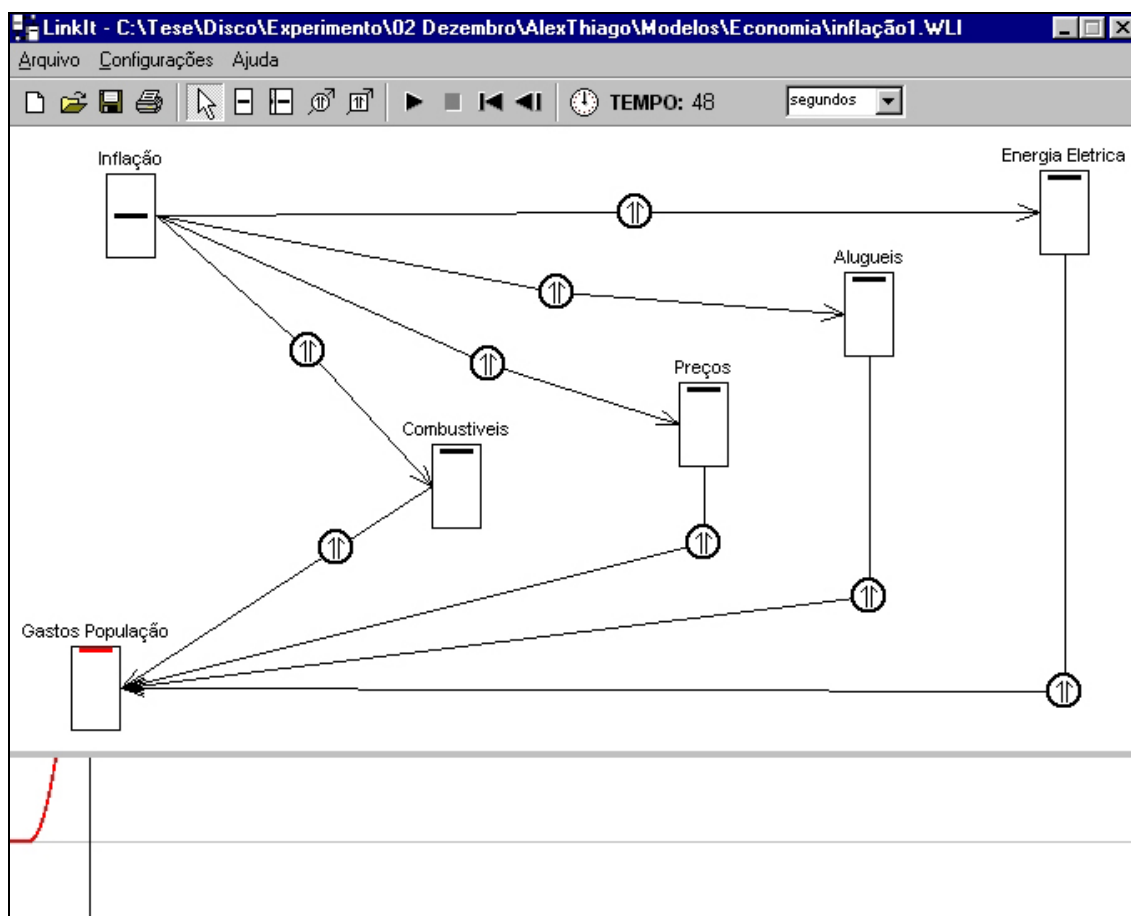 LinkIt - C:\Tese\Disco\Experimento\02 Dezembro\AlexThiago\Modelos\Economia\inflação1.WLI
Arquivo Configurações Ajuda
TEMPO: 48 segundos
Inflação
Energia Eletrica
Alugueis
Preços
Combustiveis
Gastos População